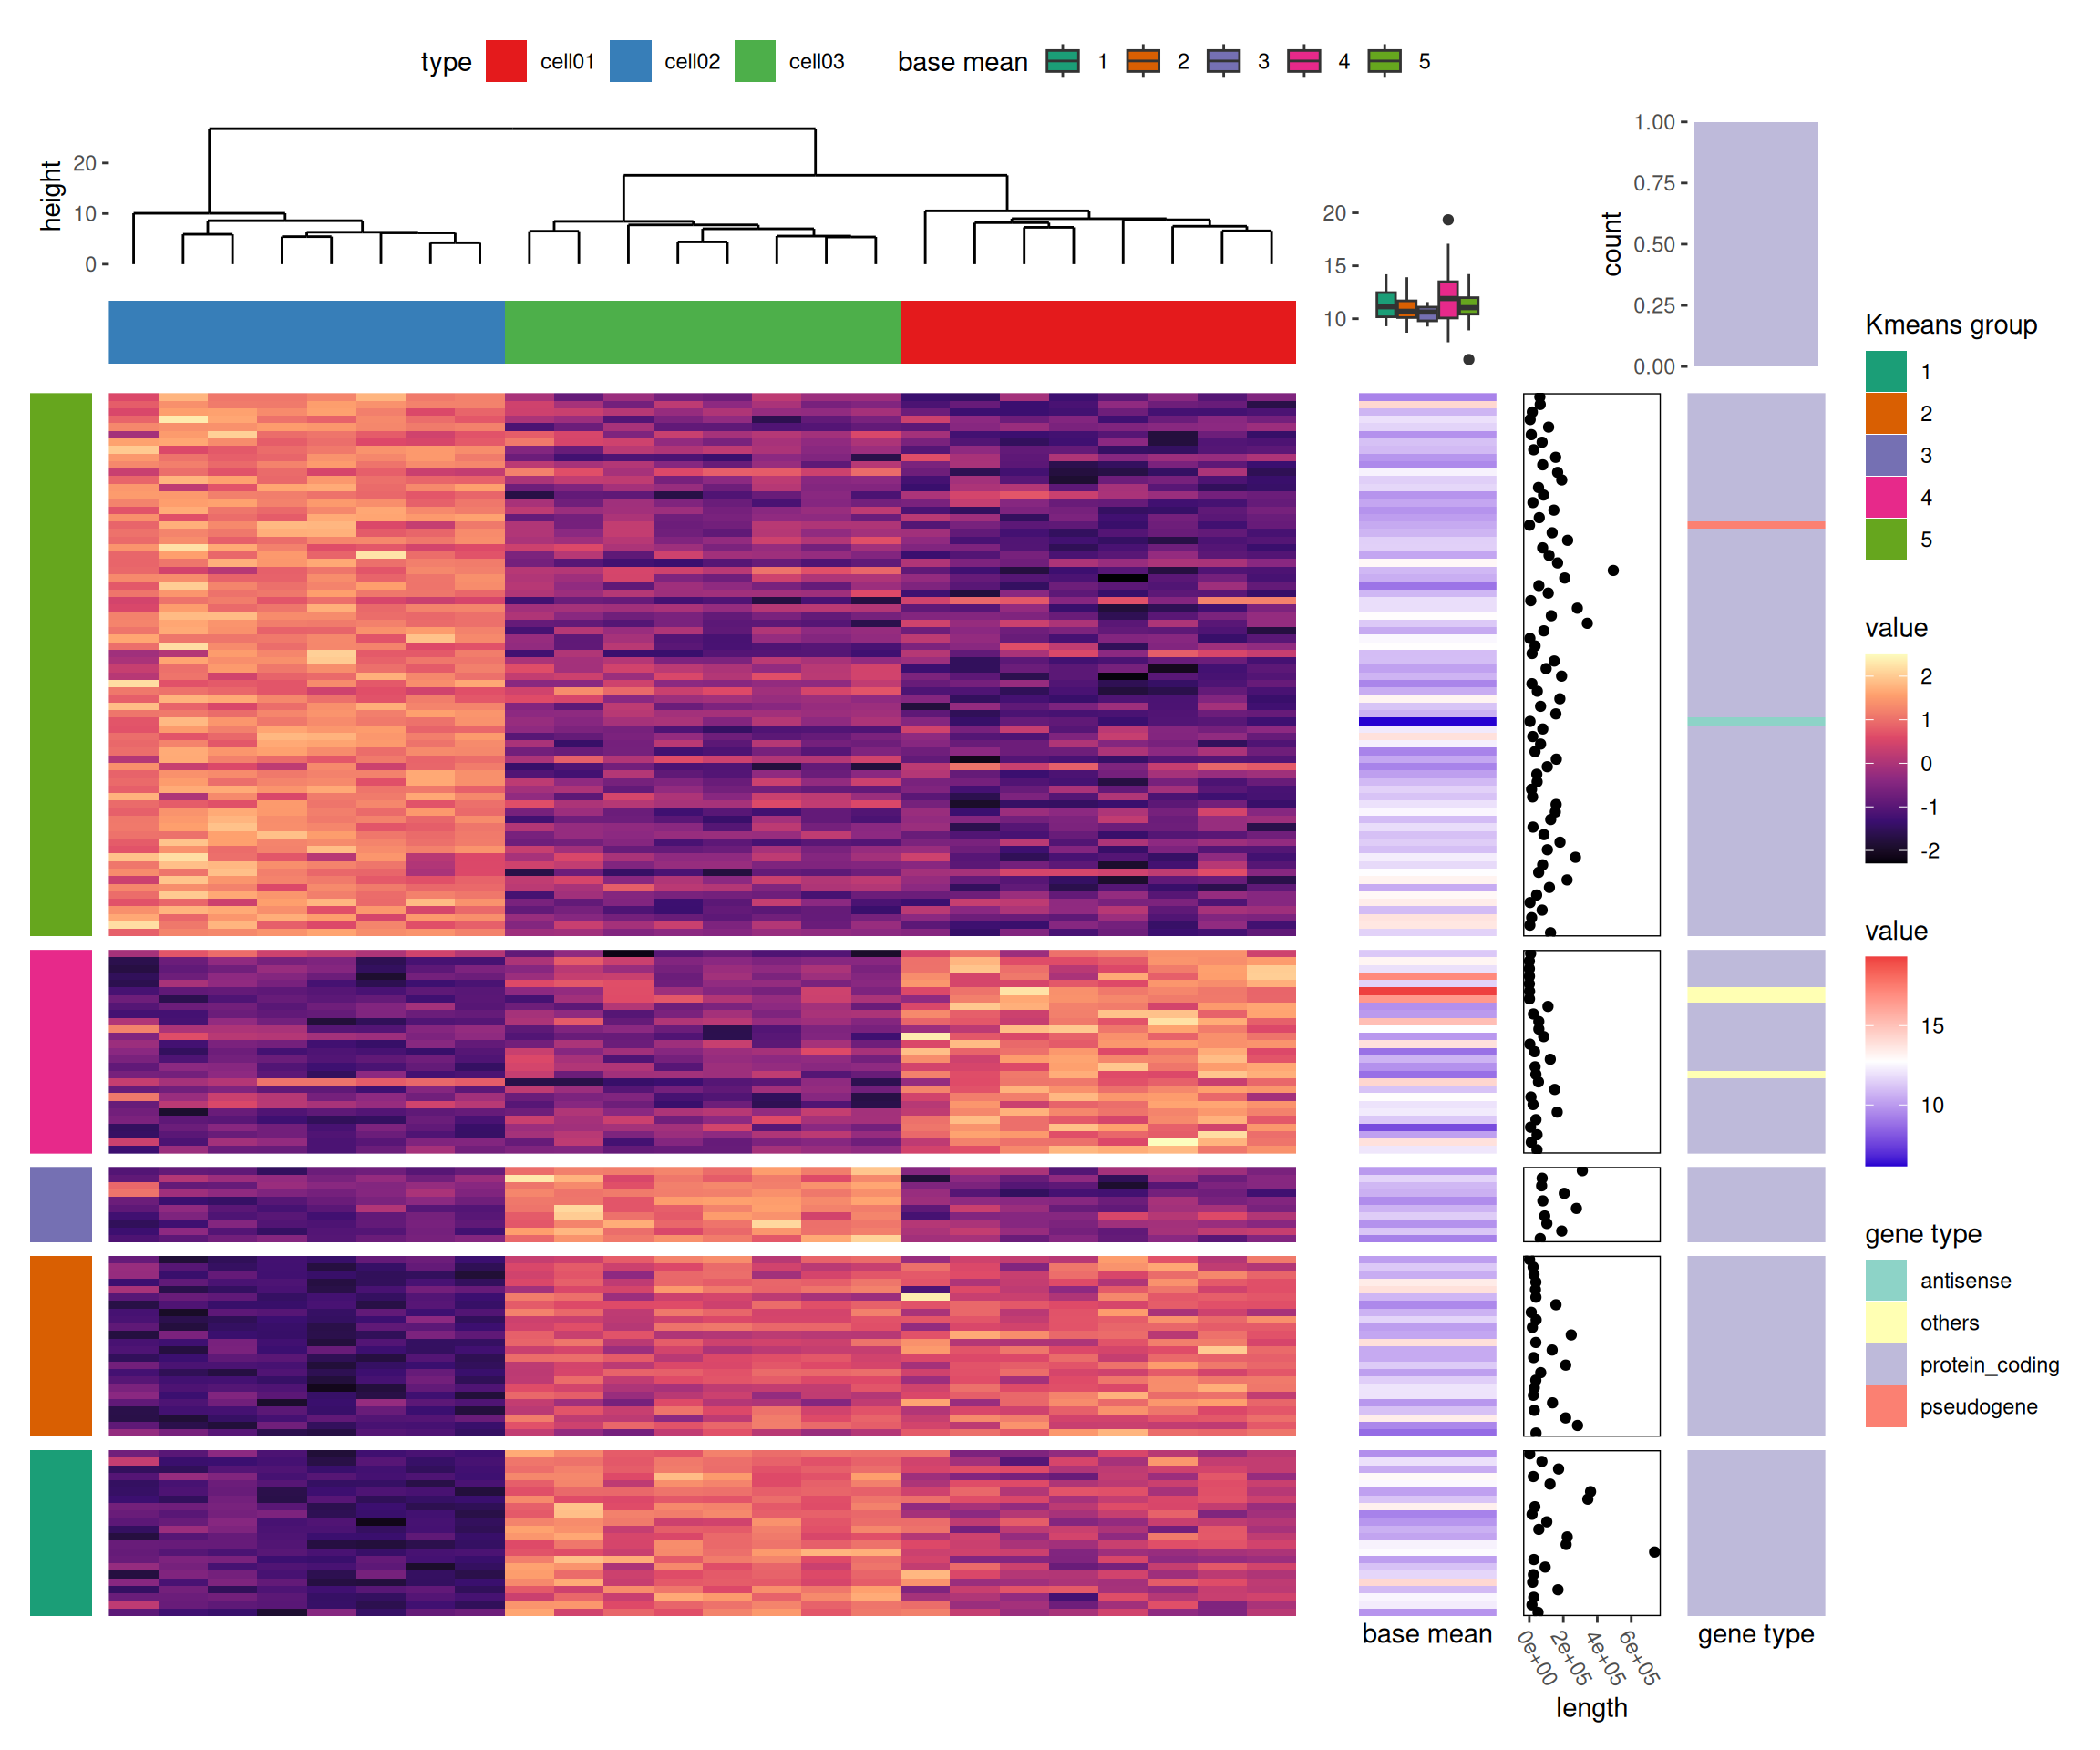 type cell01 cell02 cell03 base mean 1 2 3 4 5
height
20
10
0
20
15
10
count
1.00
0.75
0.50
0.25
0.00
Kmeans group
1
2
3
4
5
value
2
1
0
-1
-2
value
15
10
gene type
antisense
others
protein_coding
pseudogene
base mean
0e+00
2e+05
4e+05
6e+05
length
gene type